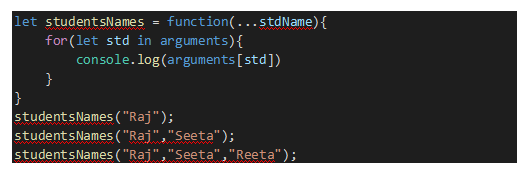 let studentsNames = function(...stdName){
for(let std in arguments){
console.log(arguments[std])
}
}
studentsNames("Raj");
studentsNames("Raj","Seeta");
studentsNames("Raj","Seeta","Reeta");